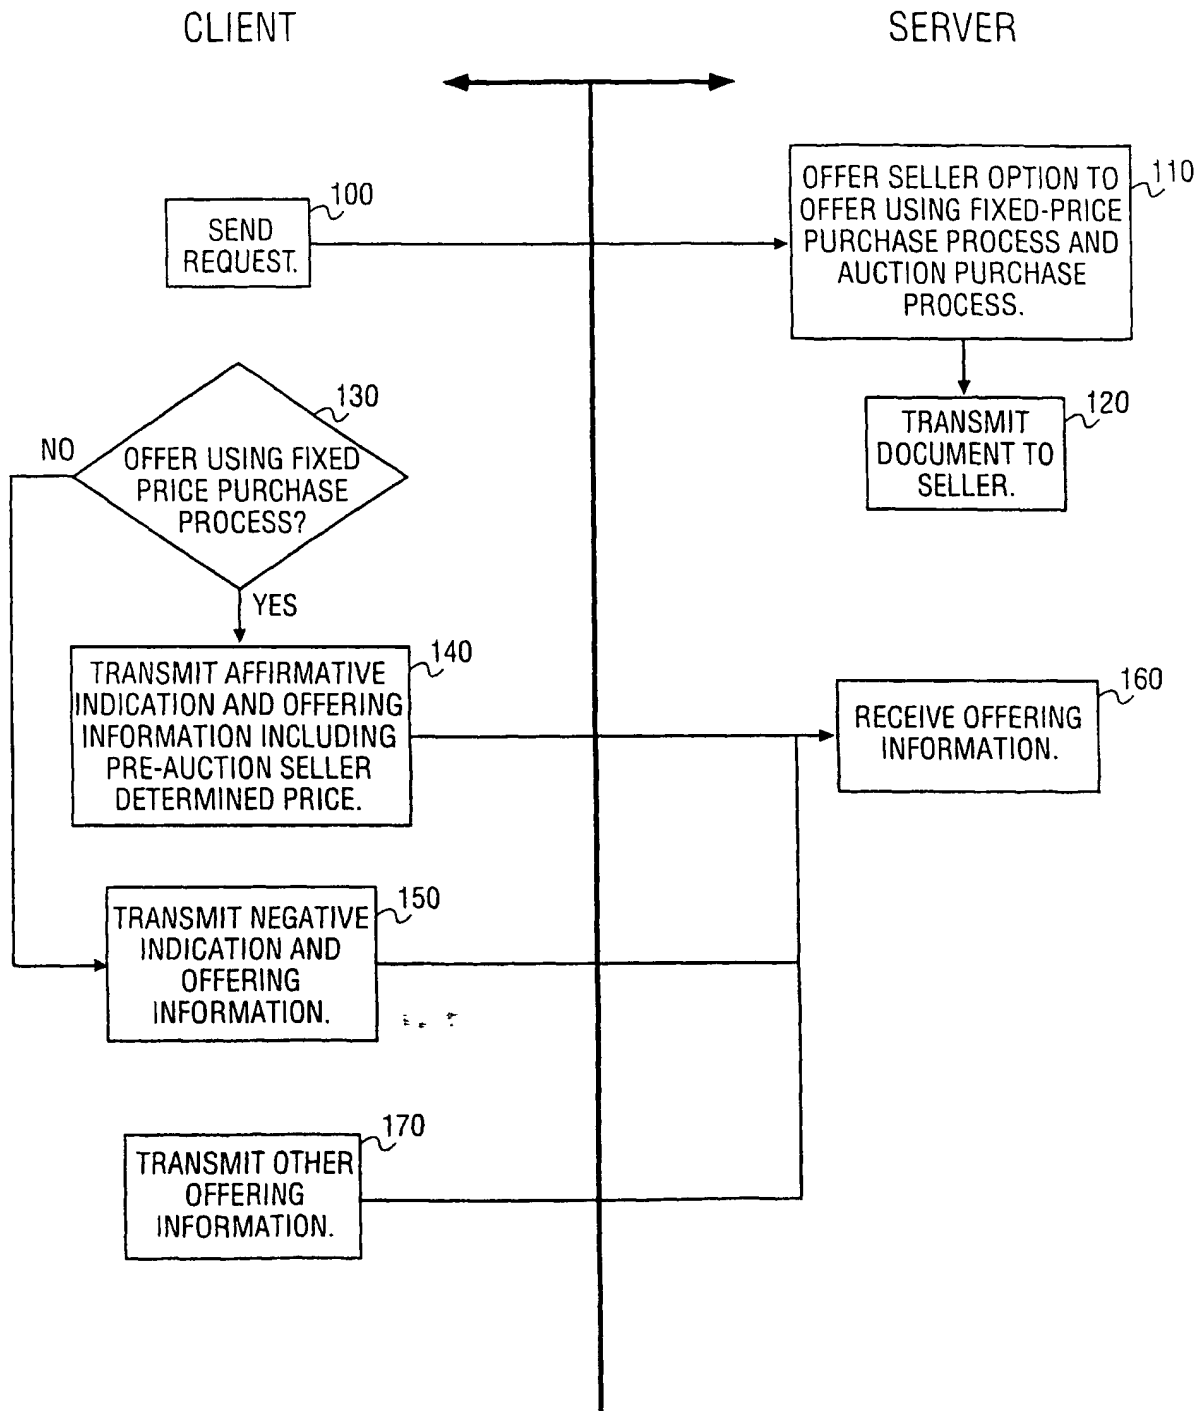 CLIENT
SERVER
100
SEND
REQUEST.
110
OFFER SELLER OPTION TO
OFFER USING FIXED-PRICE
PURCHASE PROCESS AND
AUCTION PURCHASE
PROCESS.
120
TRANSMIT
DOCUMENT TO
SELLER.
130
NO
OFFER USING FIXED
PRICE PURCHASE
PROCESS?
YES
140
TRANSMIT AFFIRMATIVE
INDICATION AND OFFERING
INFORMATION INCLUDING
PRE-AUCTION SELLER
DETERMINED PRICE.
160
RECEIVE OFFERING
INFORMATION.
150
TRANSMIT NEGATIVE
INDICATION AND
OFFERING
INFORMATION.
170
TRANSMIT OTHER
OFFERING
INFORMATION.